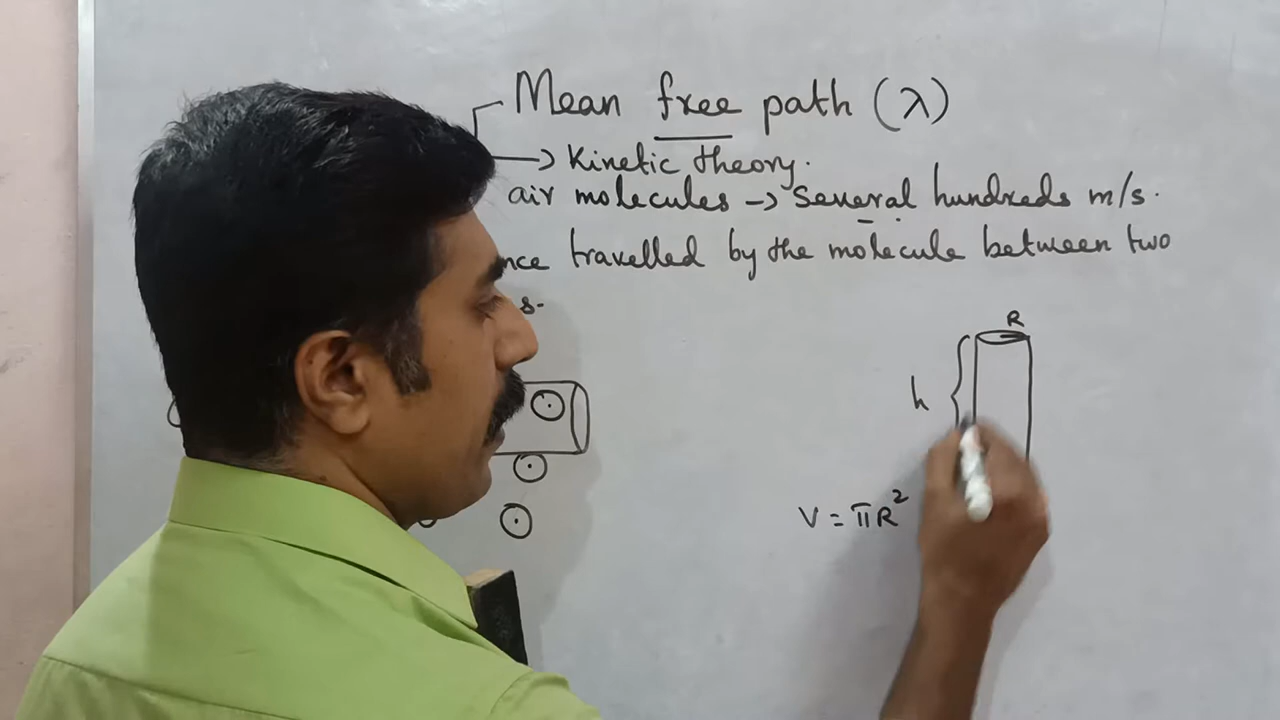 Mean free path (λ)
→ Kinetic theory.
air molecules → Several hundreds m/s.
nce travelled by the molecule between two
s.
R
h
V = πR²